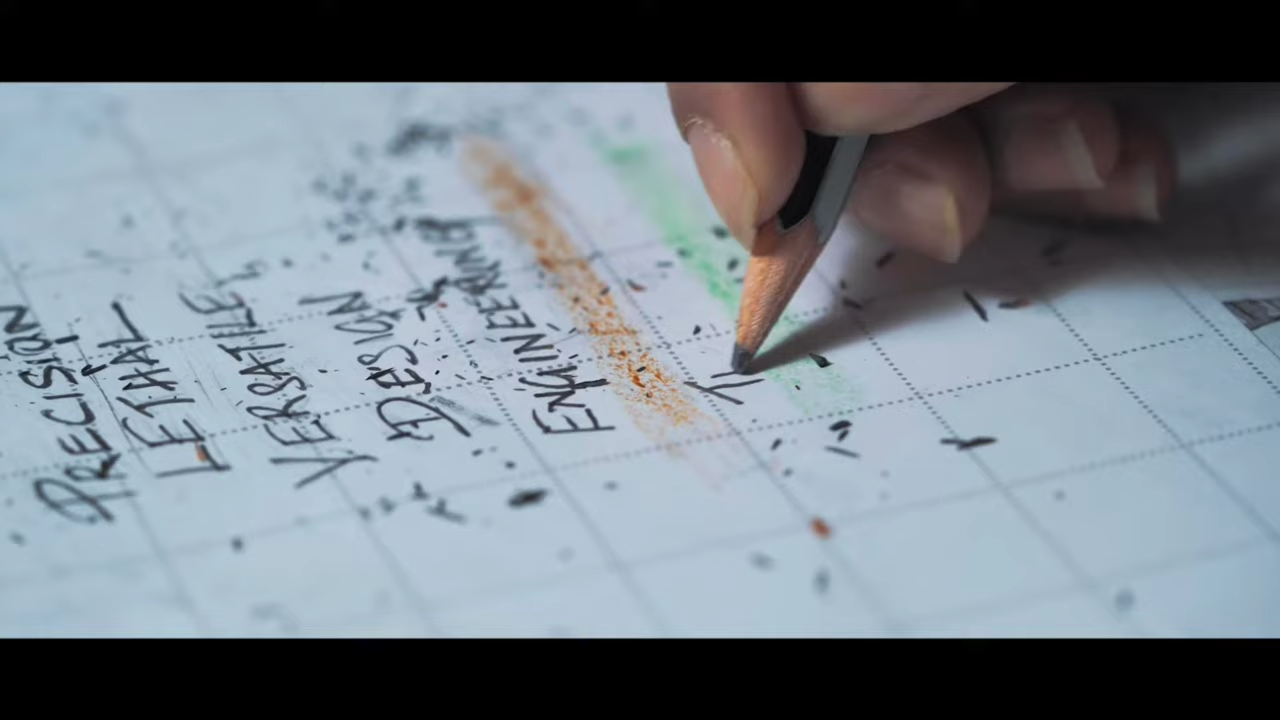 PRECISION
LETHAL
VERSATILE
DESIGN
ENGINEERING